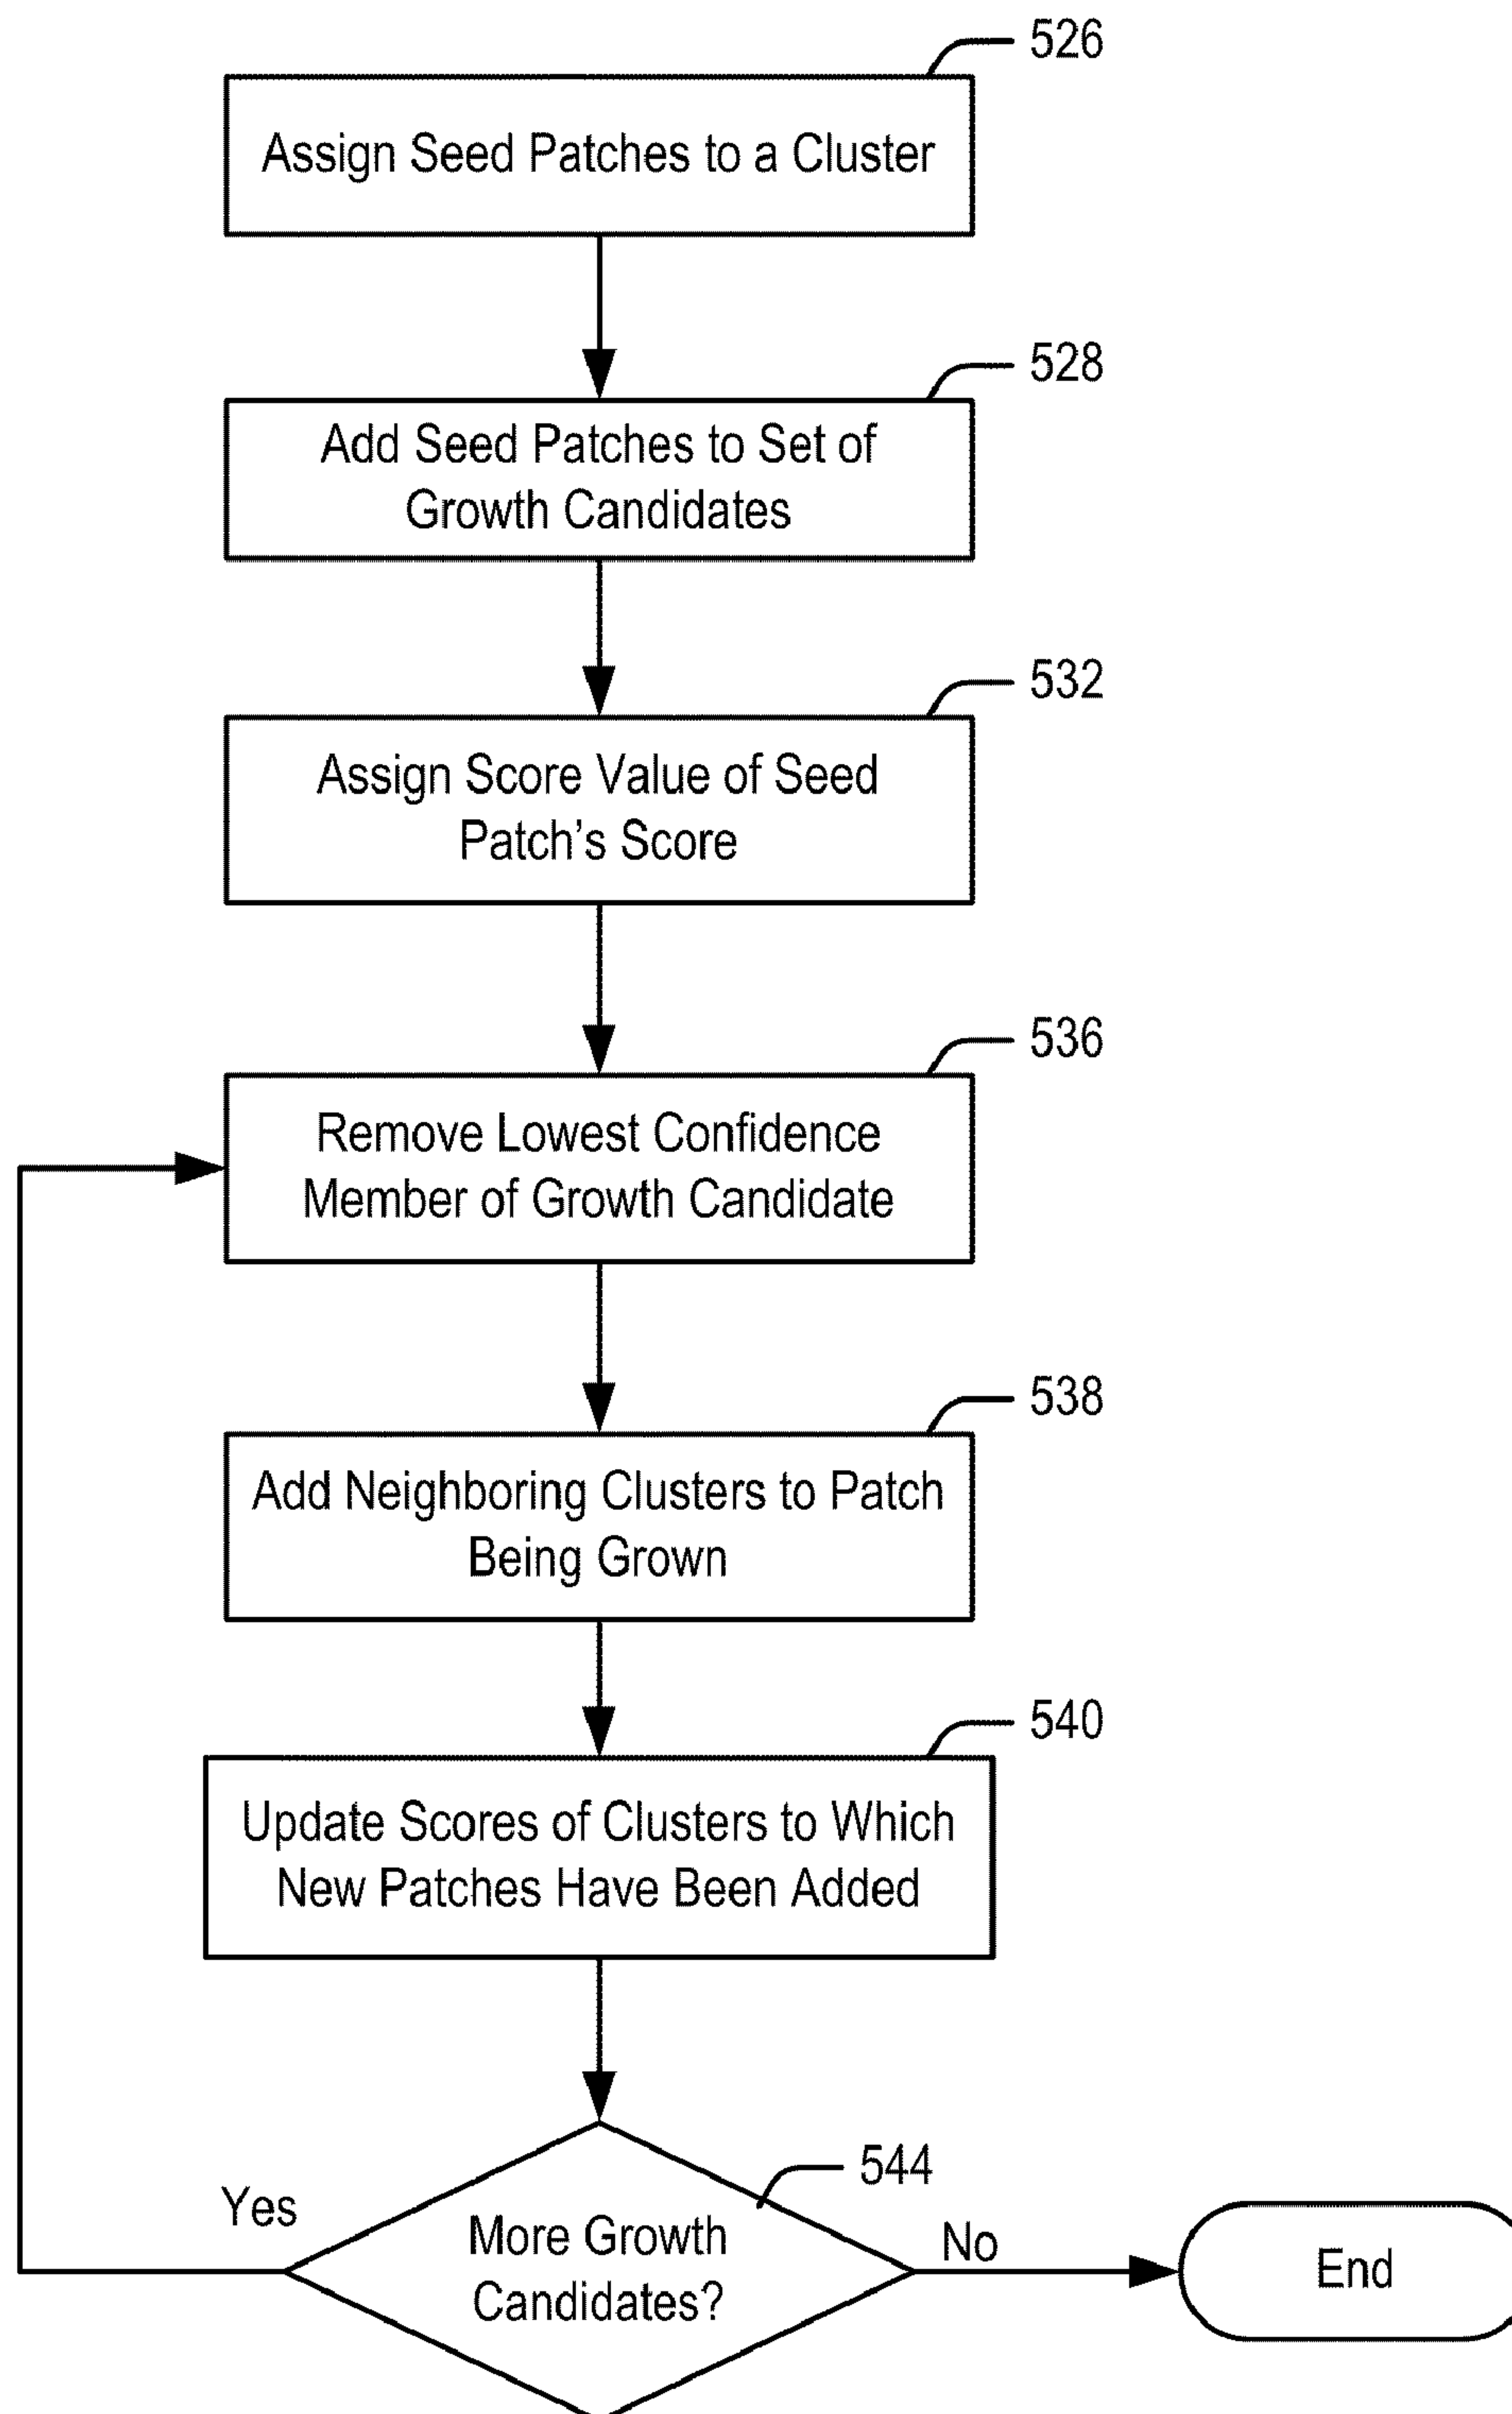 526
Assign Seed Patches to a Cluster
528
Add Seed Patches to Set of
Growth Candidates
532
Assign Score Value of Seed
Patch's Score
536
Remove Lowest Confidence
Member of Growth Candidate
538
Add Neighboring Clusters to Patch
Being Grown
540
Update Scores of Clusters to Which
New Patches Have Been Added
544
Yes
More Growth
Candidates?
No
End